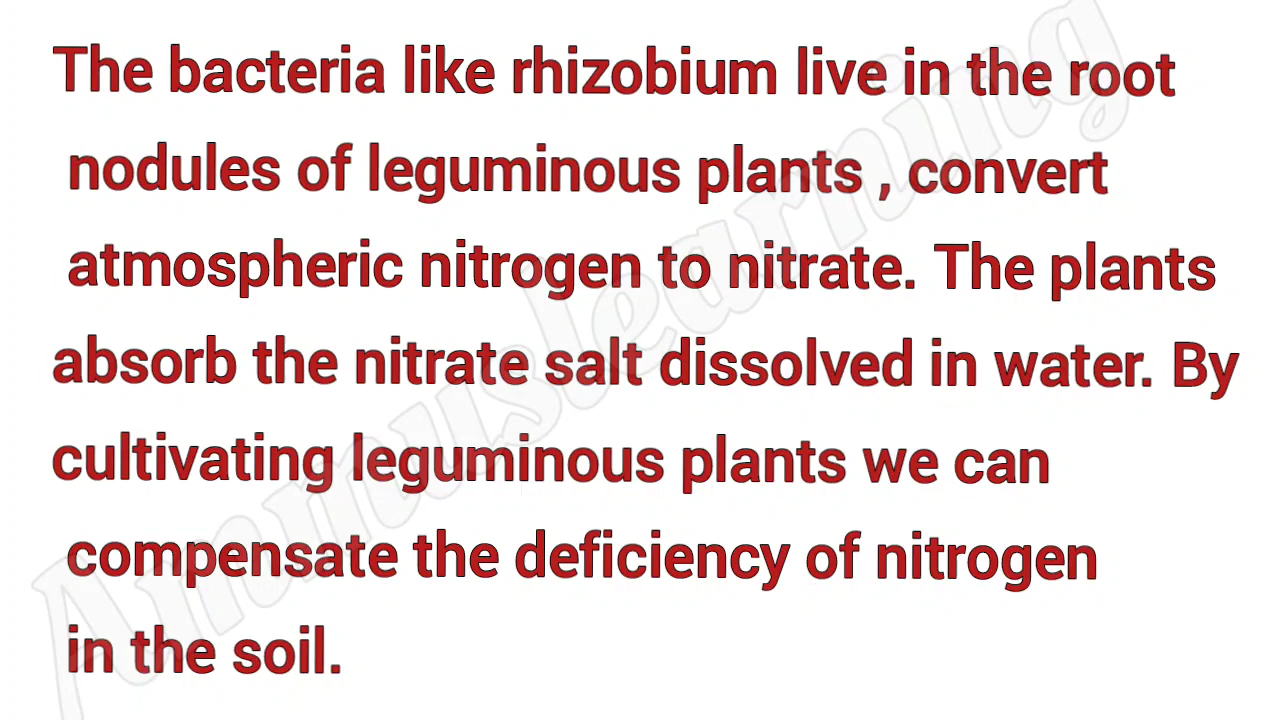 The bacteria like rhizobium live in the root
nodules of leguminous plants , convert
atmospheric nitrogen to nitrate. The plants
absorb the nitrate salt dissolved in water. By
cultivating leguminous plants we can
compensate the deficiency of nitrogen
in the soil.
Ammuslearning